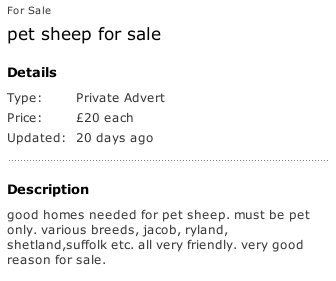 For Sale
pet sheep for sale
Details
Type: Private Advert
Price: £20 each
Updated: 20 days ago
Description
good homes needed for pet sheep. must be pet
only. various breeds, jacob, ryland,
shetland,suffolk etc. all very friendly. very good
reason for sale.